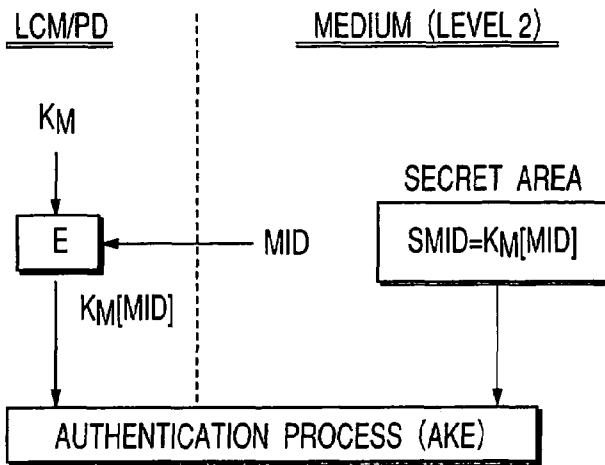 LCM/PD
MEDIUM (LEVEL 2)
KM
SECRET AREA
E
MID
SMID=KM[MID]
KM[MID]
AUTHENTICATION PROCESS (AKE)